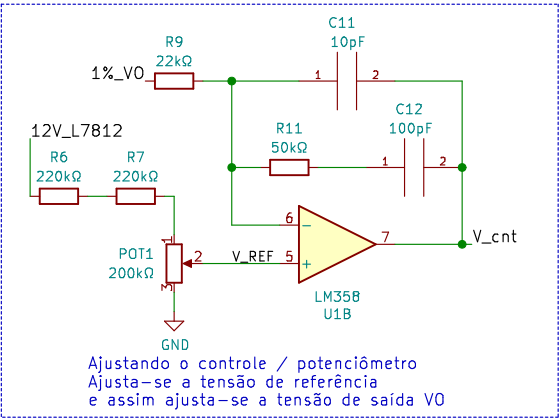 C11
10pF
R9
22kΩ
1%_VO
1
2
C12
100pF
R11
50kΩ
1
2
12V_L7812
R6
220kΩ
R7
220kΩ
6
7
V_cnt
POT1
200kΩ
1
2
3
V_REF
5
LM358
U1B
GND
Ajustando o controle / potenciômetro
Ajusta-se a tensão de referência
e assim ajusta-se a tensão de saída VO